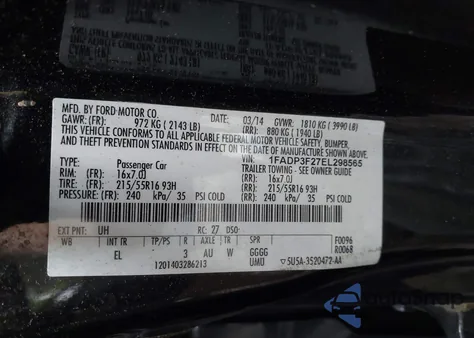 MFD. BY FORD MOTOR CO.
03/14 GVWR: 1810 KG ( 3990 LB)
GAWR: (FR): 972 KG ( 2143 LB) (RR): 880 KG ( 1940 LB)
THIS VEHICLE CONFORMS TO ALL APPLICABLE FEDERAL MOTOR VEHICLE SAFETY, BUMPER,
AND THEFT PREVENTION STANDARDS IN EFFECT ON THE DATE OF MANUFACTURE SHOWN ABOVE.
VIN: 1FADP3F27EL298565
TYPE: Passenger Car TRAILER TOWING - SEE OWNER GUIDE
RIM: (FR) 16x7.0J (RR) 16x7.0J
TIRE: (FR) 215/55R16 93H (RR) 215/55R16 93H
PRESSURE: (FR) 240 kPa/ 35 PSI COLD (RR) 240 kPa/ 35 PSI COLD
EXT PNT: UH RC: 27 DSO:
WB INT TR TP/PS R AXLE TR SPR F0096
EL 3 AU W GGGG R0068
1201403286213 UMU 5U5A-3520472-AA
autoshop